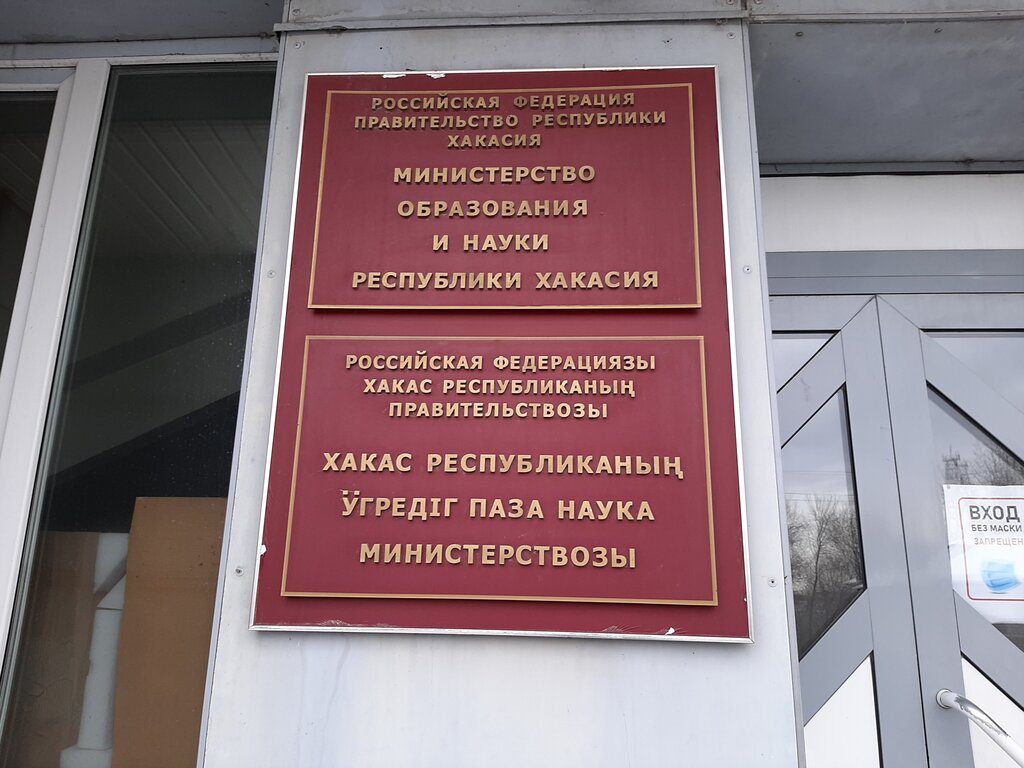 РОССИЙСКАЯ ФЕДЕРАЦИЯ
ПРАВИТЕЛЬСТВО РЕСПУБЛИКИ
ХАКАСИЯ
МИНИСТЕРСТВО
ОБРАЗОВАНИЯ
И НАУКИ
РЕСПУБЛИКИ ХАКАСИЯ
РОССИЙСКАЯ ФЕДЕРАЦИЯЗЫ
ХАКАС РЕСПУБЛИКАНЫҢ
ПРАВИТЕЛЬСТВОЗЫ
ХАКАС РЕСПУБЛИКАНЫҢ
ӰГРЕДІГ ПАЗА НАУКА
МИНИСТЕРСТВОЗЫ
ВХОД
БЕЗ МАСКИ
ЗАПРЕЩЕН